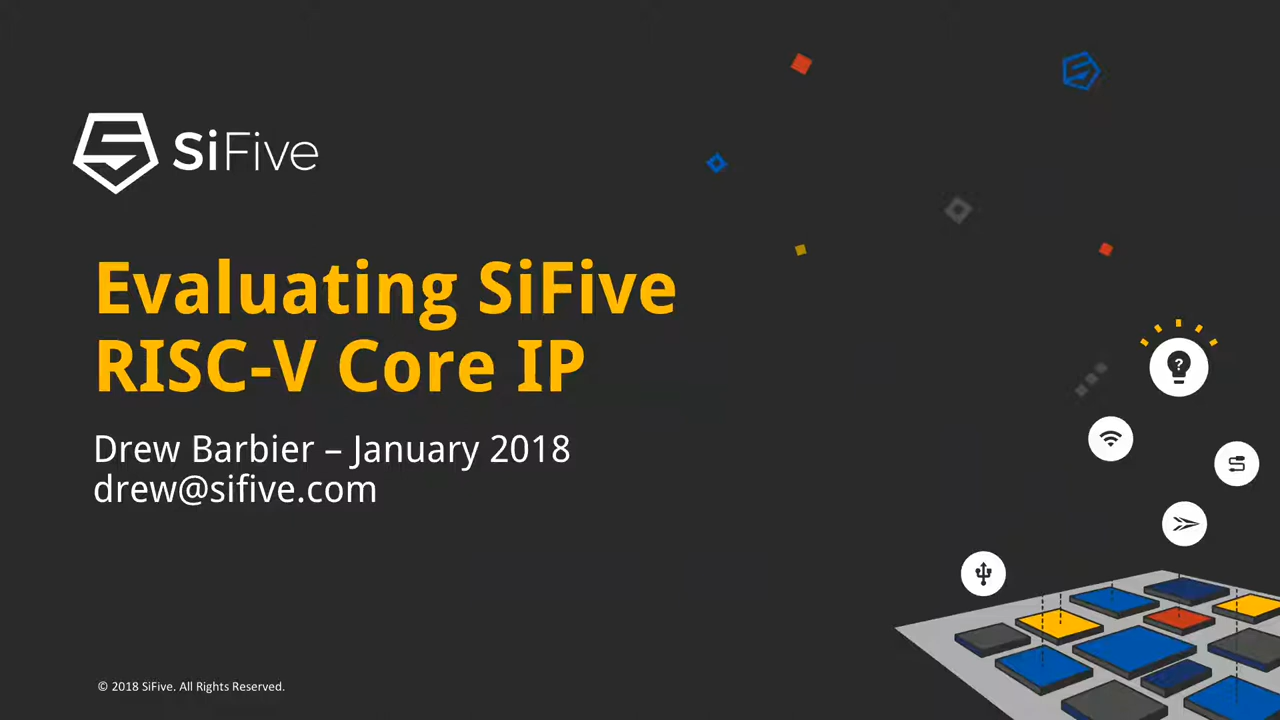 SiFive
Evaluating SiFive
RISC-V Core IP
Drew Barbier – January 2018
drew@sifive.com
?
© 2018 SiFive. All Rights Reserved.